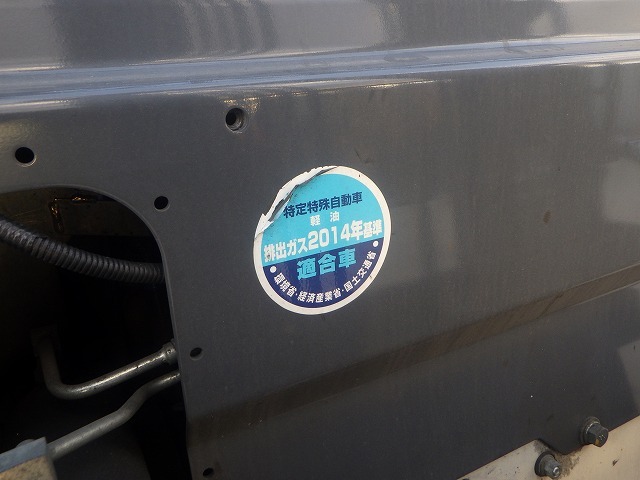 特定特殊自動車
軽油
排出ガス2014年基準
適合車
・環境省・経済産業省・国土交通省・